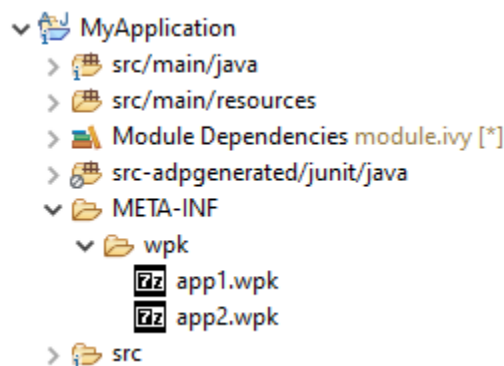 MyApplication
src/main/java
src/main/resources
Module Dependencies module.ivy [*]
src-adpgenerated/junit/java
META-INF
wpk
app1.wpk
app2.wpk
src